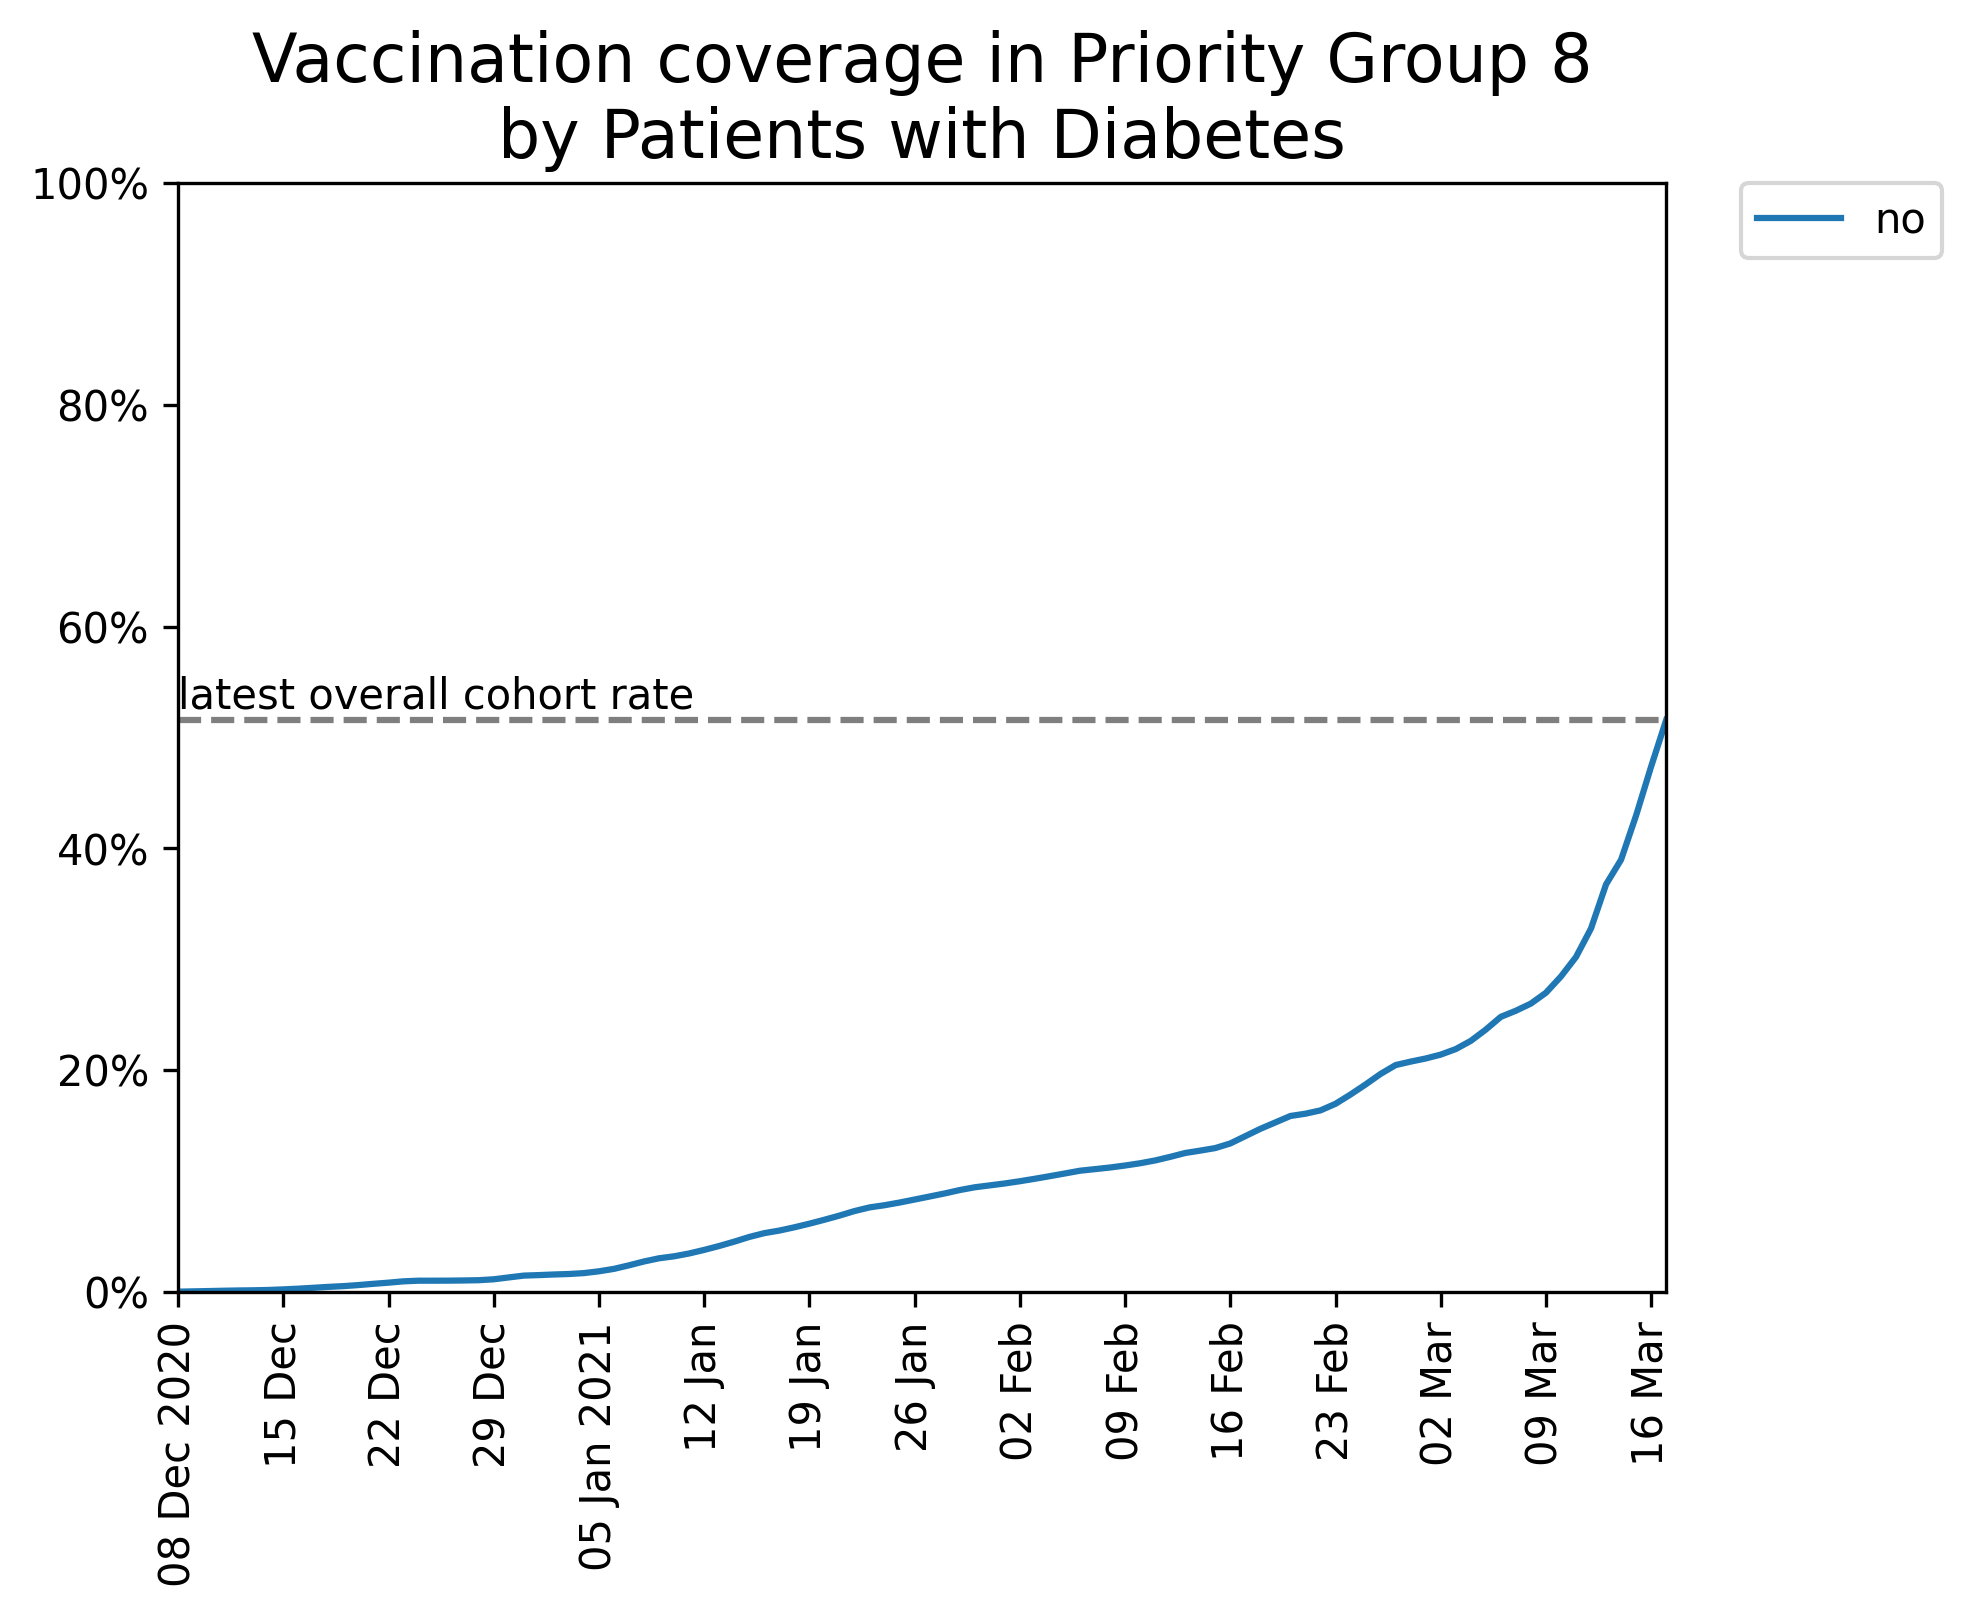 Vaccination coverage in Priority Group 8
by Patients with Diabetes
100%
80%
60%
40%
20%
0%
latest overall cohort rate
no
08 Dec 2020
15 Dec
22 Dec
29 Dec
05 Jan 2021
12 Jan
19 Jan
26 Jan
02 Feb
09 Feb
16 Feb
23 Feb
02 Mar
09 Mar
16 Mar